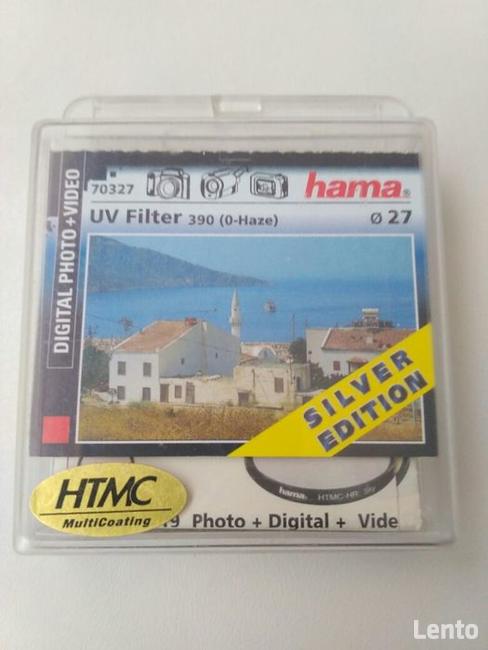 DIGITAL PHOTO+VIDEO
70327
hama®
UV Filter 390 (0-Haze)
ø 27
SILVER
EDITION
HTMC
MultiCoating
hama® HTMC-HR
9 Photo + Digital + Vide
Lento